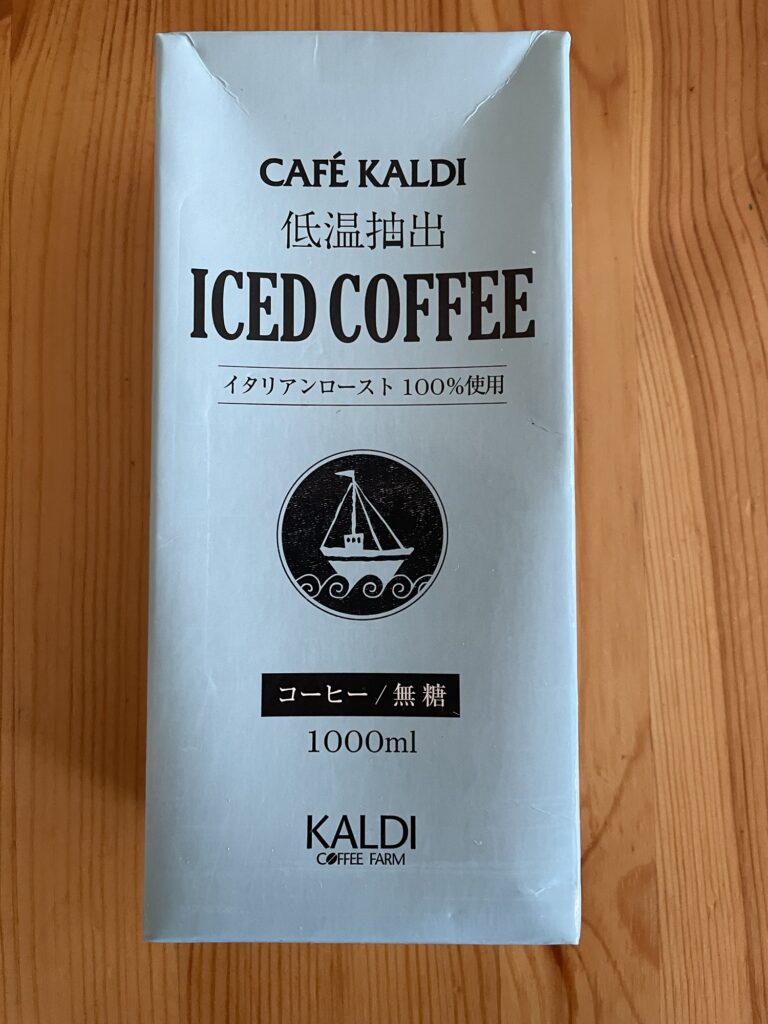 CAFÉ KALDI
低温抽出
ICED COFFEE
イタリアンロースト 100%使用
コーヒー / 無糖
1000ml
KALDI
COFFEE FARM